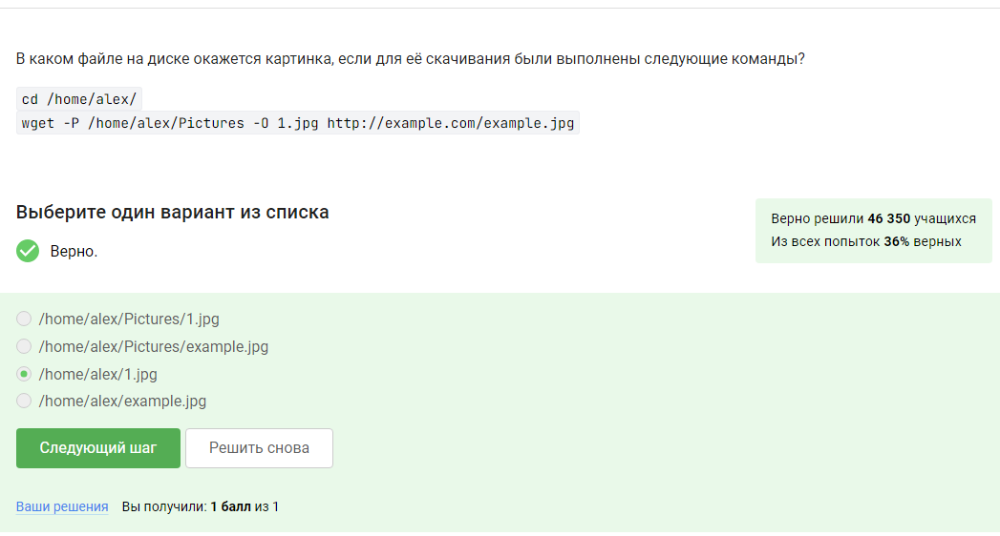 В каком файле на диске окажется картинка, если для её скачивания были выполнены следующие команды?
cd /home/alex/
wget -P /home/alex/Pictures -O 1.jpg http://example.com/example.jpg
Выберите один вариант из списка
Верно решили 46 350 учащихся
Из всех попыток 36% верных
Верно.
/home/alex/Pictures/1.jpg
/home/alex/Pictures/example.jpg
/home/alex/1.jpg
/home/alex/example.jpg
Следующий шаг
Решить снова
Ваши решения
Вы получили: 1 балл из 1